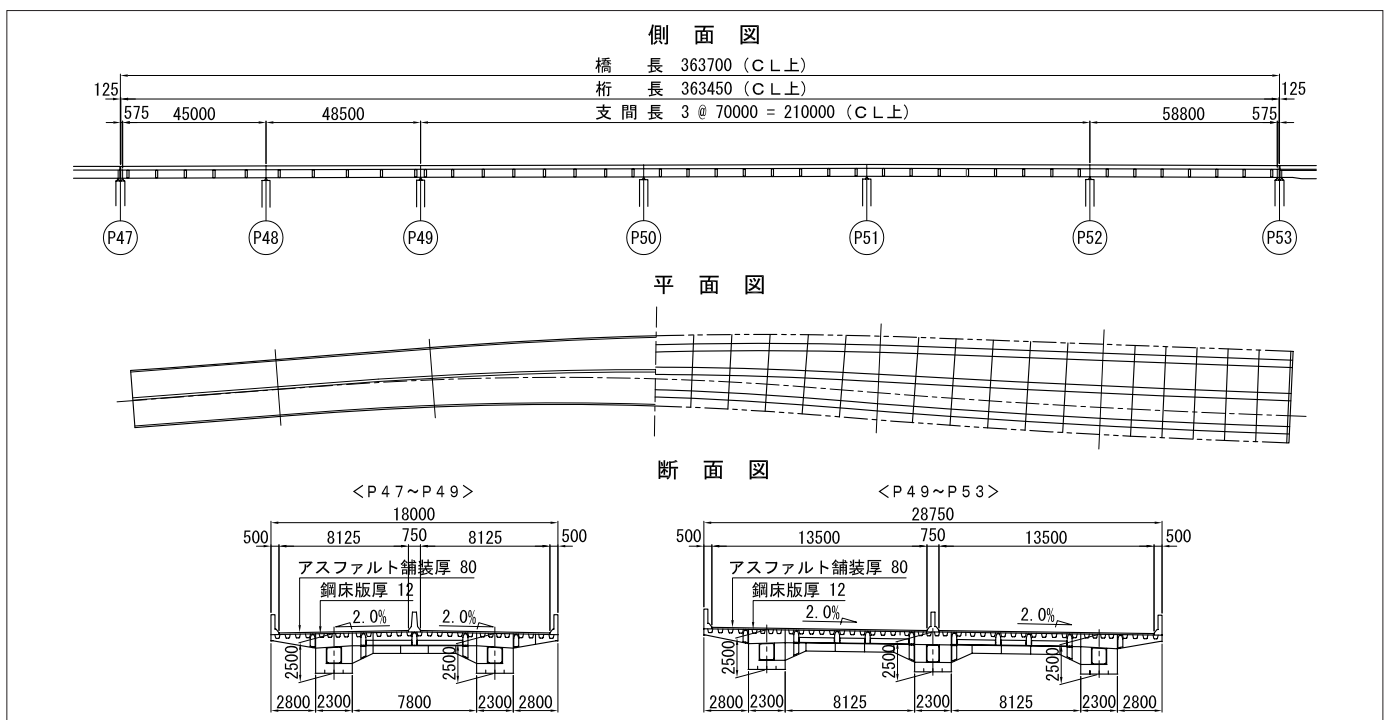 側 面 図
橋 長 363700 (ＣＬ上)
125 桁 長 363450 (ＣＬ上) 125
575 45000 48500 支 間 長 3 @ 70000 = 210000 (ＣＬ上) 58800 575
P47 P48 P49 P50 P51 P52 P53
平 面 図
断 面 図
＜Ｐ４７～Ｐ４９＞
18000
500 8125 750 8125 500
アスファルト舗装厚 80
鋼床版厚 12
2.0% 2.0%
2500 2500
2800 2300 7800 2300 2800
＜Ｐ４９～Ｐ５３＞
28750
500 13500 750 13500 500
アスファルト舗装厚 80
鋼床版厚 12
2.0% 2.0%
2500 2500 2500
2800 2300 8125 2300 8125 2300 2800